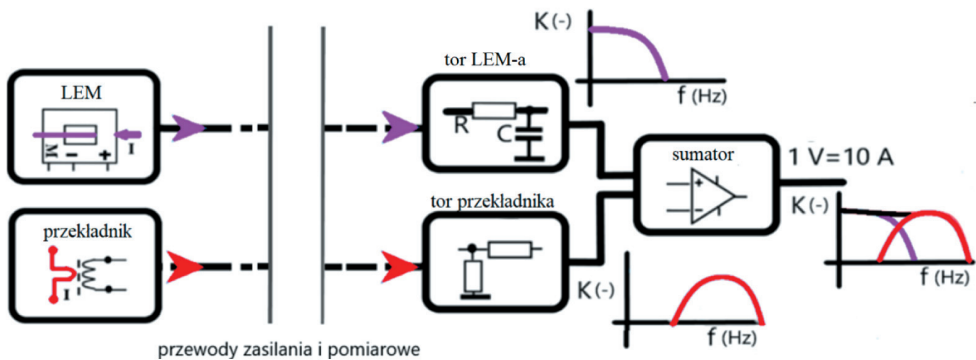 LEM
M - +
I
przekładnik
I
przewody zasilania i pomiarowe
tor LEM-a
R
C
tor przekładnika
K (-)
f (Hz)
sumator
+
-
1 V=10 A
K (-)
f (Hz)
K (-)
f (Hz)